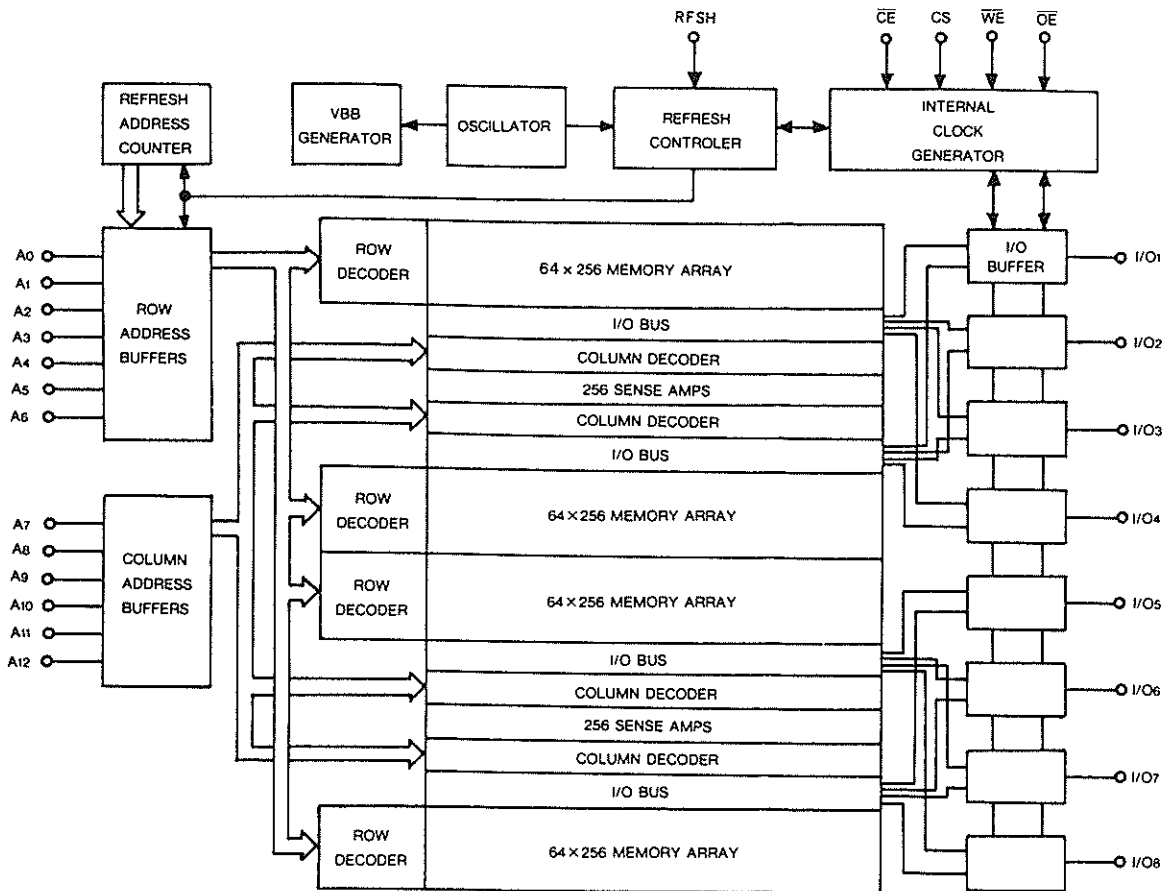 RFSH
CE CS WE OE
REFRESH
ADDRESS
COUNTER
VBB
GENERATOR
OSCILLATOR
REFRESH
CONTROLER
INTERNAL
CLOCK
GENERATOR
A0
A1
A2
A3
A4
A5
A6
ROW
ADDRESS
BUFFERS
ROW
DECODER
64 × 256 MEMORY ARRAY
I/O BUS
COLUMN DECODER
256 SENSE AMPS
COLUMN DECODER
I/O BUS
ROW
DECODER
64 × 256 MEMORY ARRAY
A7
A8
A9
A10
A11
A12
COLUMN
ADDRESS
BUFFERS
ROW
DECODER
64 × 256 MEMORY ARRAY
I/O BUS
COLUMN DECODER
256 SENSE AMPS
COLUMN DECODER
I/O BUS
ROW
DECODER
64 × 256 MEMORY ARRAY
I/O
BUFFER
I/O1
I/O2
I/O3
I/O4
I/O5
I/O6
I/O7
I/O8